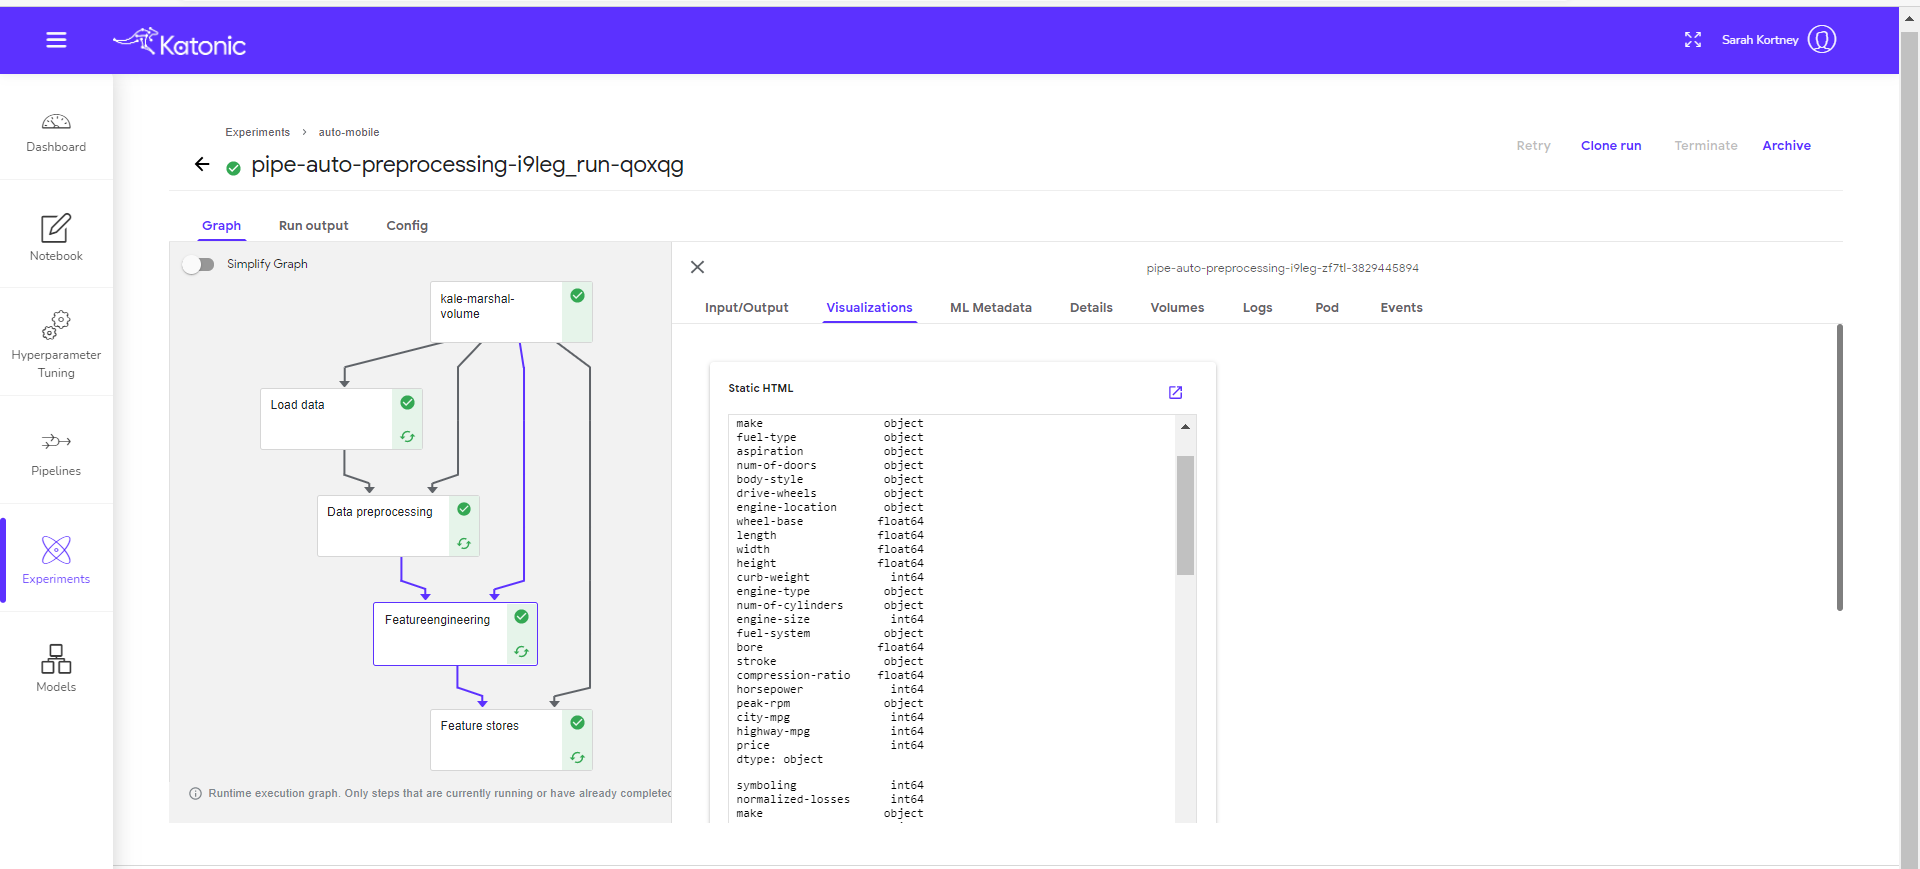 Katonic
Sarah Kortney
Dashboard
Notebook
Hyperparameter
Tuning
Pipelines
Experiments
Models
Experiments > auto-mobile
pipe-auto-preprocessing-i9leg_run-qoxqg
Retry Clone run Terminate Archive
Graph Run output Config
Simplify Graph
kale-marshal-
volume
Load data
Data preprocessing
Featureengineering
Feature stores
Runtime execution graph. Only steps that are currently running or have already completed
pipe-auto-preprocessing-i9leg-zf7tl-3829445894
Input/Output Visualizations ML Metadata Details Volumes Logs Pod Events
Static HTML
make object
fuel-type object
aspiration object
num-of-doors object
body-style object
drive-wheels object
engine-location object
wheel-base float64
length float64
width float64
height float64
curb-weight int64
engine-type object
num-of-cylinders object
engine-size int64
fuel-system object
bore float64
stroke object
compression-ratio float64
horsepower int64
peak-rpm object
city-mpg int64
highway-mpg int64
price int64
dtype: object
symboling int64
normalized-losses int64
make object